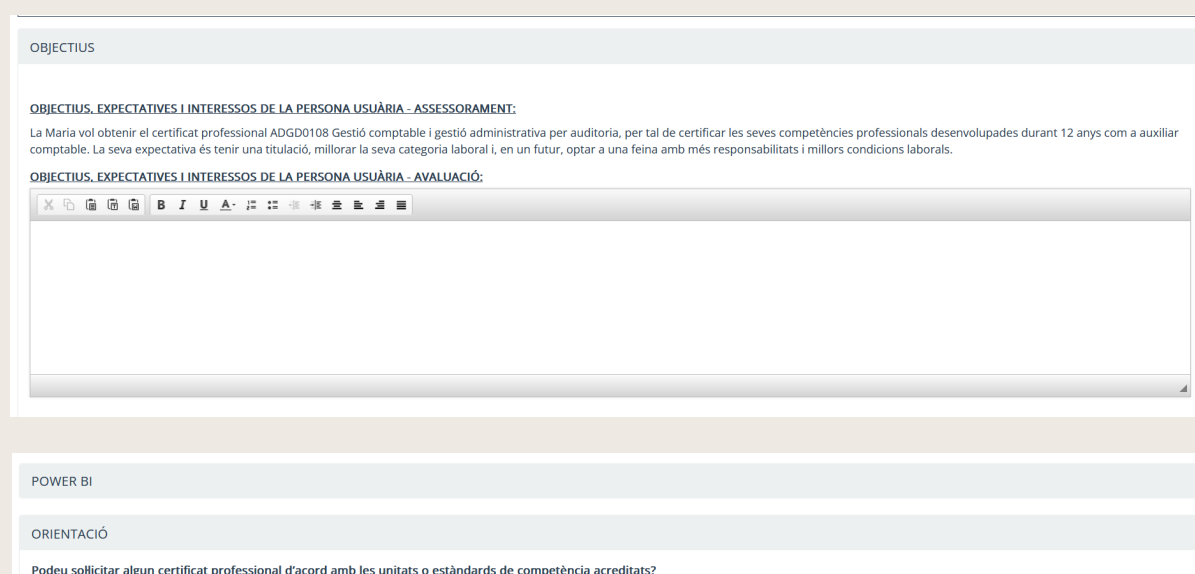 OBJECTIUS
OBJECTIUS, EXPECTATIVES I INTERESSOS DE LA PERSONA USUÀRIA - ASSESSORAMENT:
La Maria vol obtenir el certificat professional ADGD0108 Gestió comptable i gestió administrativa per auditoria, per tal de certificar les seves competències professionals desenvolupades durant 12 anys com a auxiliar
comptable. La seva expectativa és tenir una titulació, millorar la seva categoria laboral i, en un futur, optar a una feina amb més responsabilitats i millors condicions laborals.
OBJECTIUS, EXPECTATIVES I INTERESSOS DE LA PERSONA USUÀRIA - AVALUACIÓ:
B I U A
POWER BI
ORIENTACIÓ
Podeu sol·licitar algun certificat professional d'acord amb les unitats o estàndards de competència acreditats?